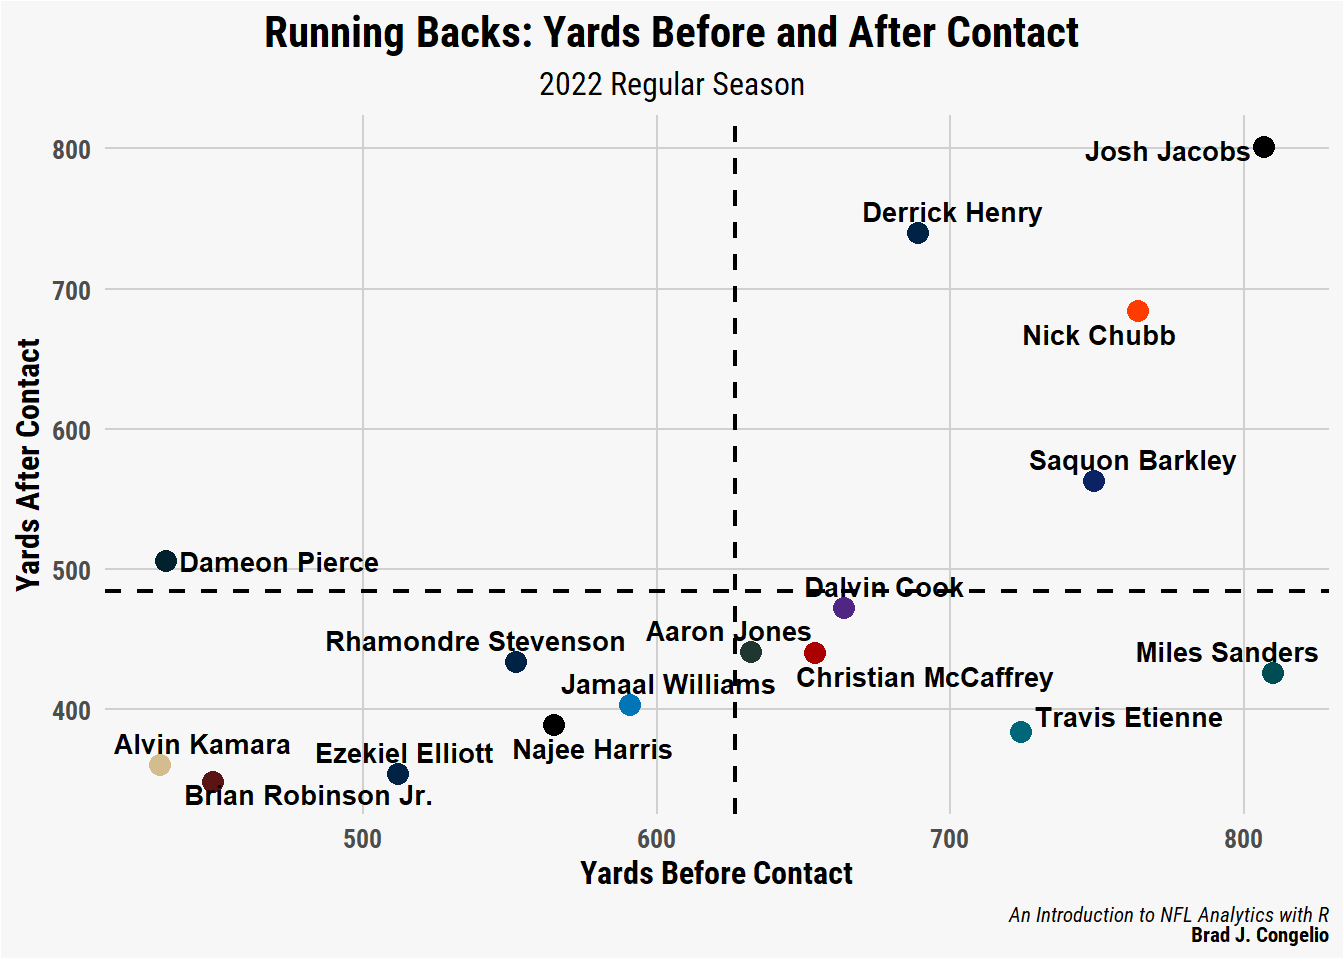 Running Backs: Yards Before and After Contact
2022 Regular Season
Yards After Contact
800
700
600
500
400
Josh Jacobs
Derrick Henry
Nick Chubb
Saquon Barkley
Dameon Pierce
Dalvin Cook
Aaron Jones
Rhamondre Stevenson
Miles Sanders
Christian McCaffrey
Jamaal Williams
Travis Etienne
Alvin Kamara
Ezekiel Elliott
Najee Harris
Brian Robinson Jr.
500
600
700
800
Yards Before Contact
An Introduction to NFL Analytics with R
Brad J. Congelio